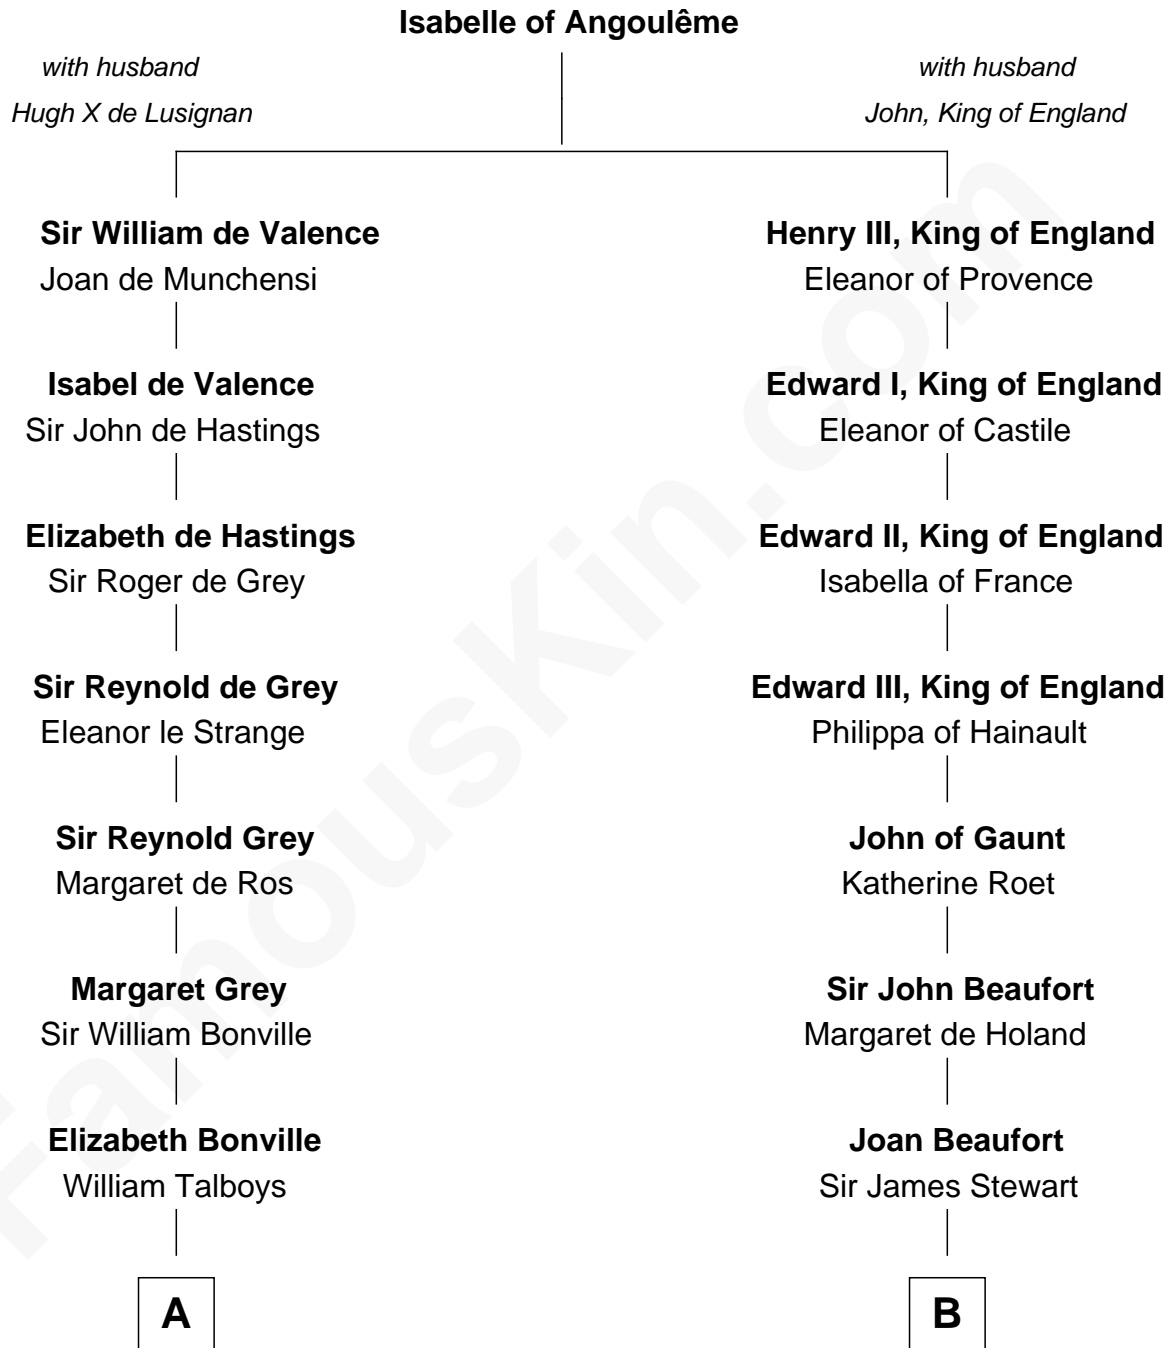 Isabelle of Angoulême
with husband
Hugh X de Lusignan
with husband
John, King of England
Sir William de Valence
Joan de Munchensi
Henry III, King of England
Eleanor of Provence
Isabel de Valence
Sir John de Hastings
Edward I, King of England
Eleanor of Castile
Elizabeth de Hastings
Sir Roger de Grey
Edward II, King of England
Isabella of France
Sir Reynold de Grey
Eleanor le Strange
Edward III, King of England
Philippa of Hainault
Sir Reynold Grey
Margaret de Ros
John of Gaunt
Katherine Roet
Margaret Grey
Sir William Bonville
Sir John Beaufort
Margaret de Holand
Elizabeth Bonville
William Talboys
Joan Beaufort
Sir James Stewart
A
B
FamousKin.com